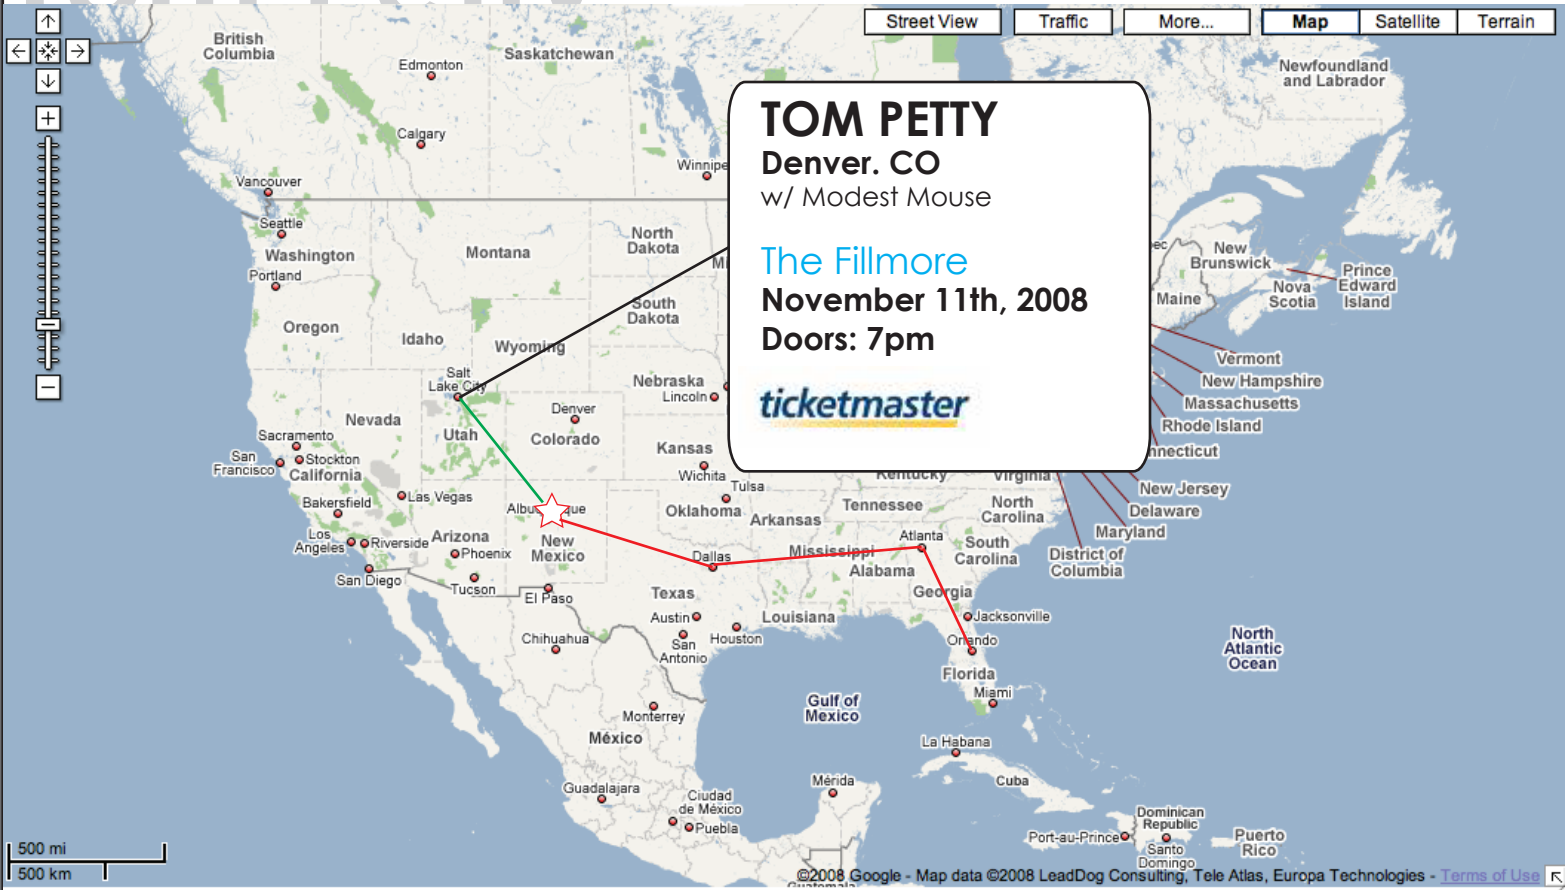 Street View
Traffic
More...
Map
Satellite
Terrain
British
Columbia
Saskatchewan
Edmonton
Newfoundland
and Labrador
Calgary
Vancouver
Seattle
Washington
Portland
Montana
North
Dakota
South
Dakota
Oregon
Idaho
Wyoming
Salt
Lake City
Nebraska
Lincoln
Nevada
Utah
Denver
Colorado
Kansas
Wichita
Tulsa
Sacramento
Stockton
San
Francisco
California
Bakersfield
Las Vegas
Los
Angeles
Riverside
San Diego
Arizona
Phoenix
Tucson
New
Mexico
El Paso
Oklahoma
Arkansas
Tennessee
Kentucky
Virginia
North
Carolina
South
Carolina
Dallas
Mississippi
Alabama
Atlanta
Georgia
Texas
Austin
San
Antonio
Houston
Louisiana
Jacksonville
Orlando
Florida
Miami
Chihuahua
Monterrey
México
Guadalajara
Ciudad
de México
Puebla
Mérida
Gulf of
Mexico
La Habana
Cuba
Port-au-Prince
Dominican
Republic
Santo
Domingo
Puerto
Rico
North
Atlantic
Ocean
TOM PETTY
Denver. CO
w/ Modest Mouse
The Fillmore
November 11th, 2008
Doors: 7pm
ticketmaster
New
Brunswick
Prince
Edward
Island
Nova
Scotia
Maine
Vermont
New Hampshire
Massachusetts
Rhode Island
New Jersey
Delaware
Maryland
District of
Columbia
500 mi
500 km
©2008 Google - Map data ©2008 LeadDog Consulting, Tele Atlas, Europa Technologies - Terms of Use